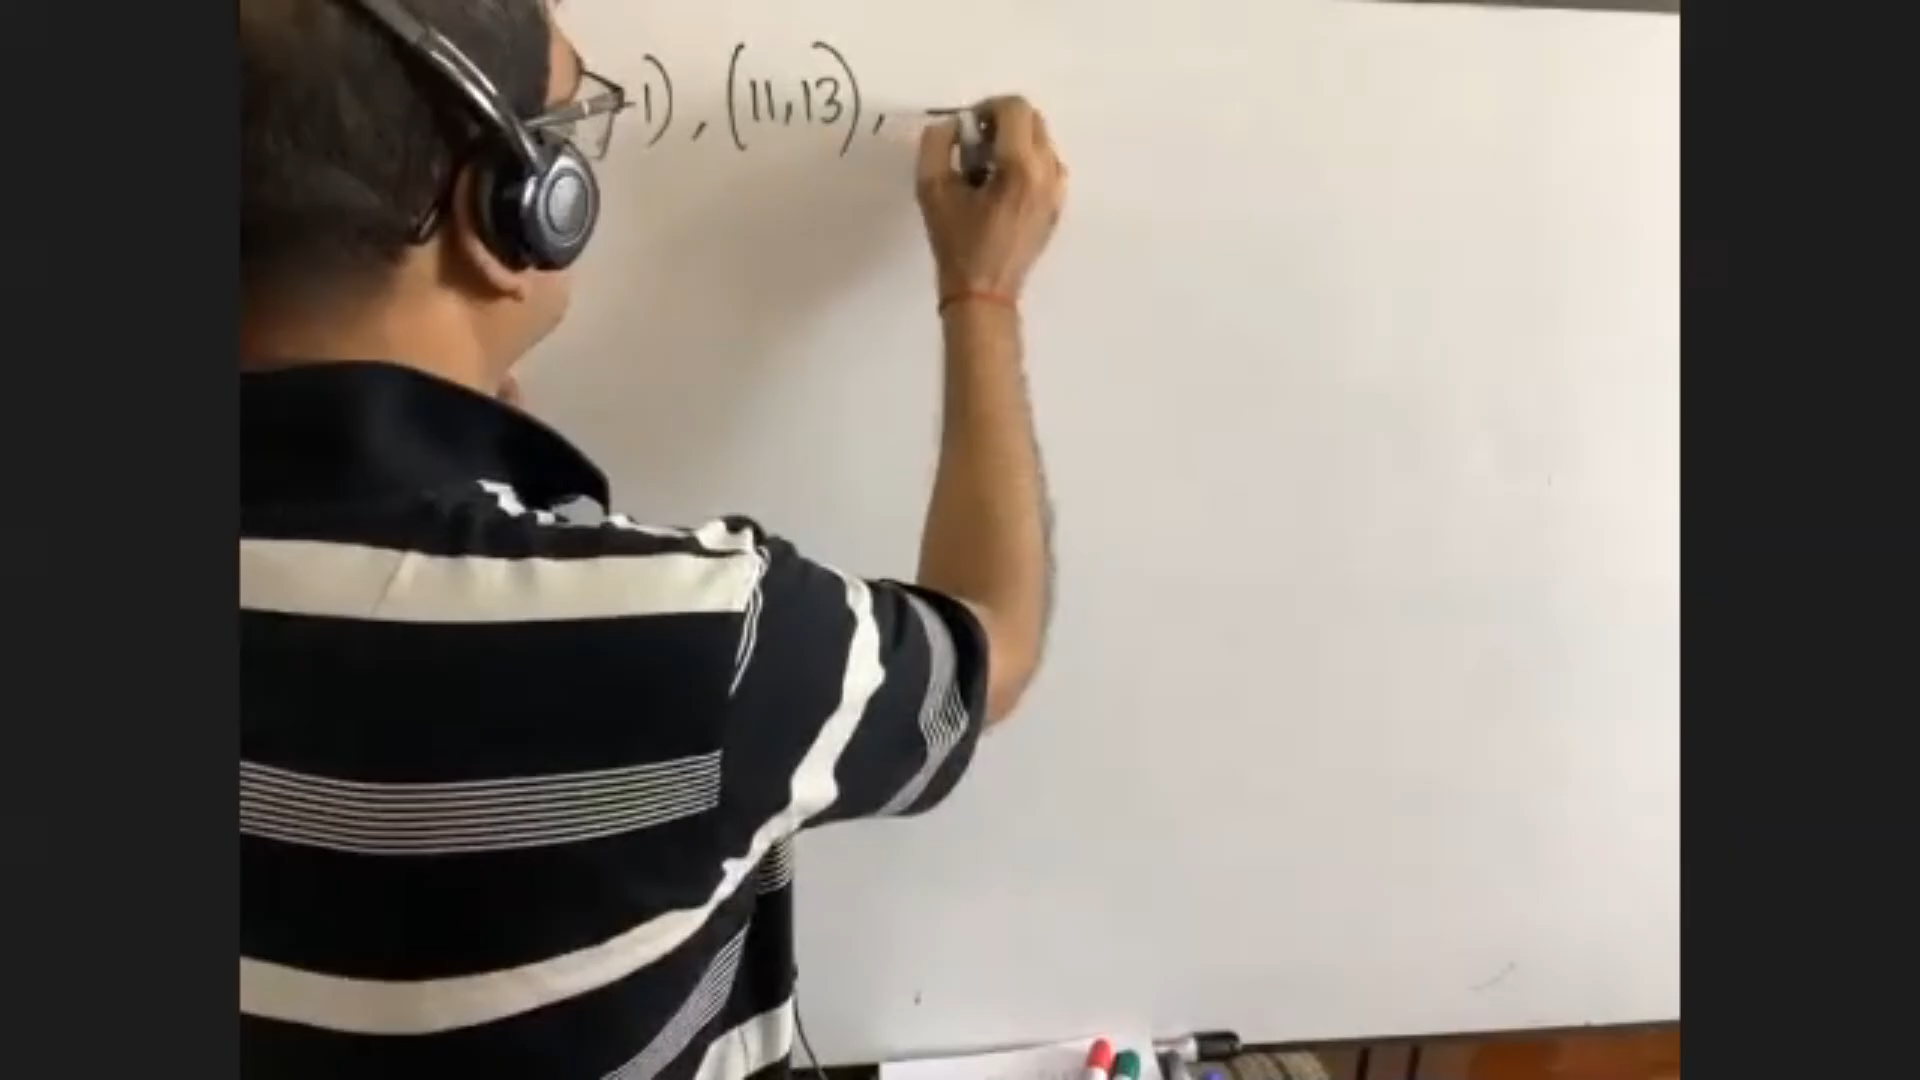 -1), (11,13), —